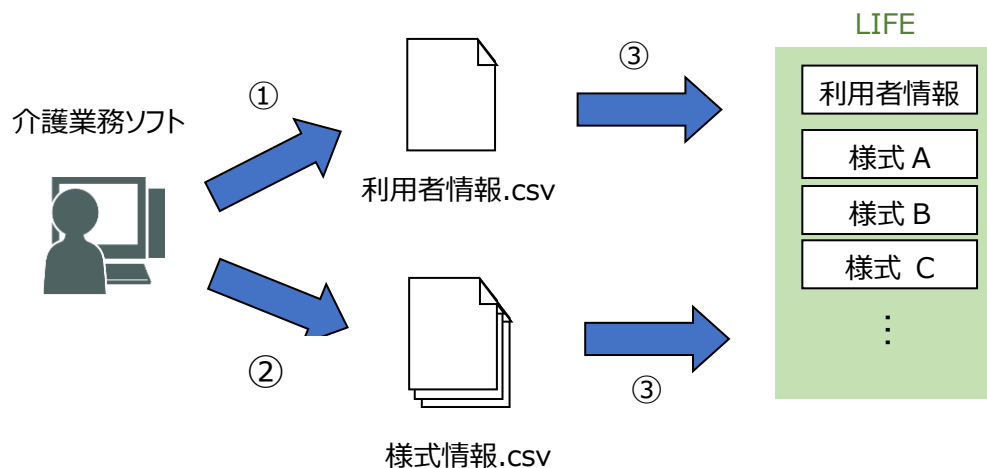 LIFE
①
③
介護業務ソフト
利用者情報
様式 A
様式 B
様式 C
⋮
利用者情報.csv
②
③
様式情報.csv